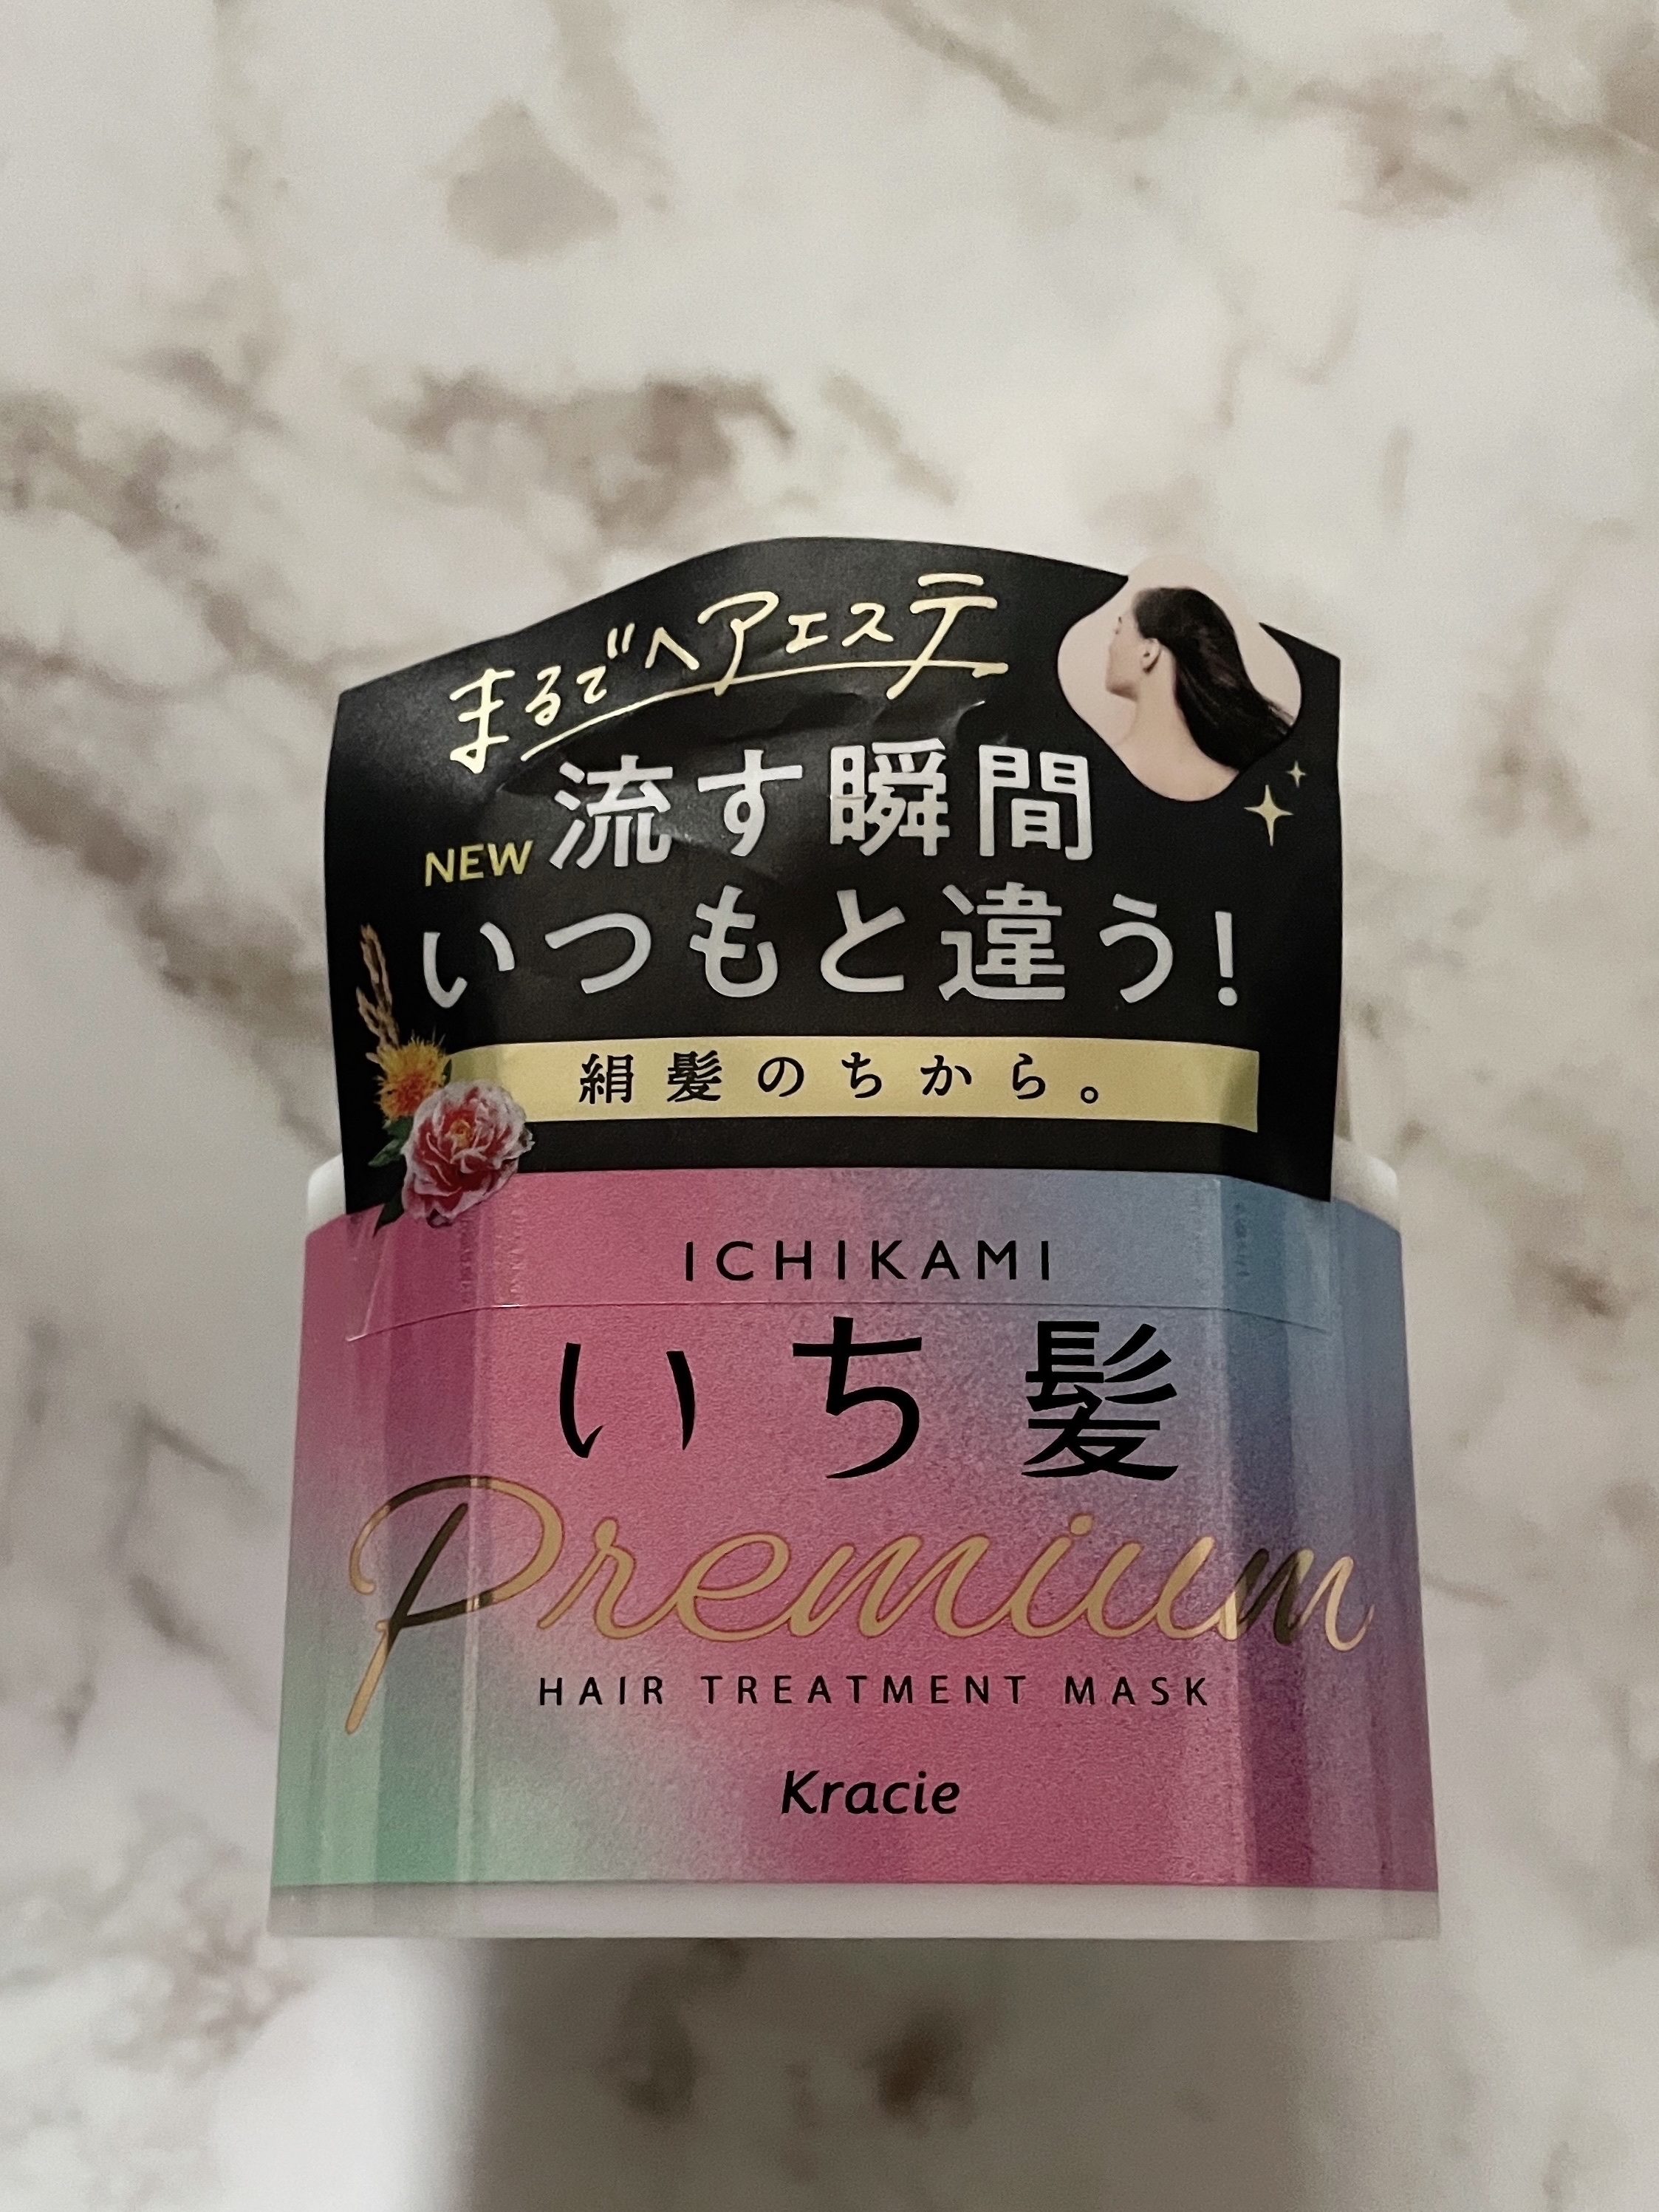 まるでヘアエステ
流す瞬間
NEW
いつもと違う!
絹髪のちから。
ICHIKAMI
いち髪
Premium
HAIR TREATMENT MASK
Kracie